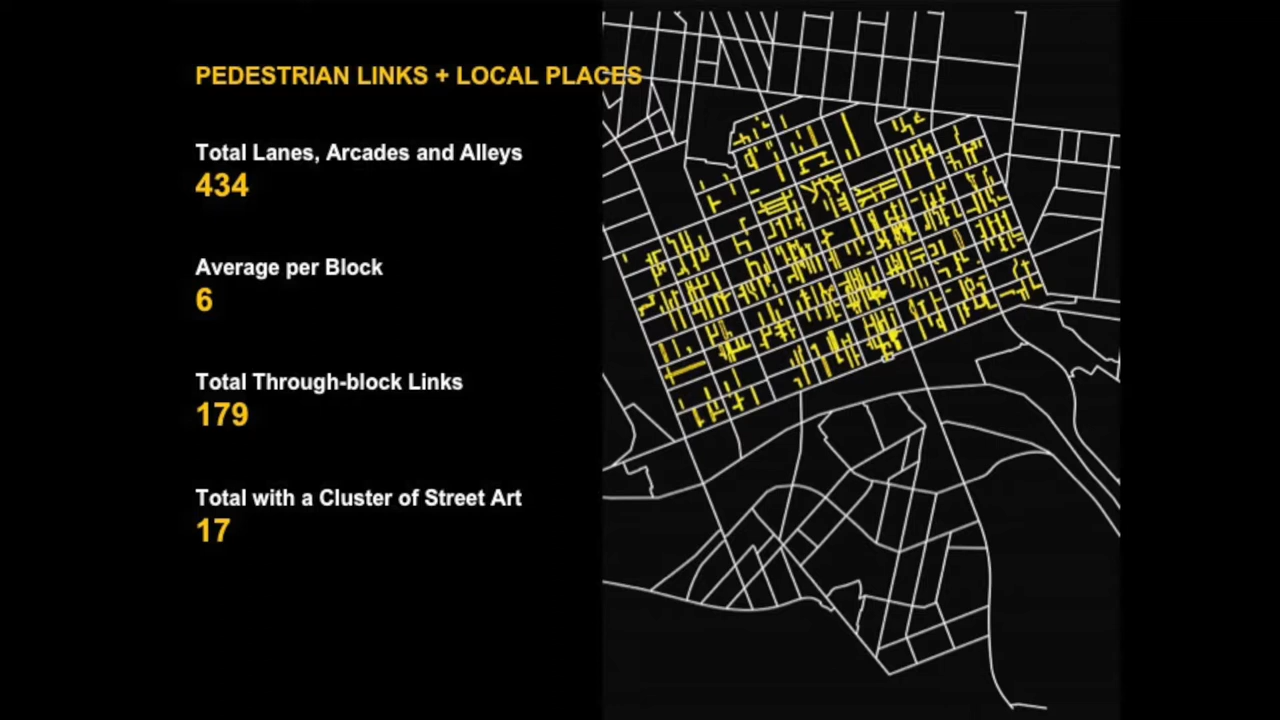 PEDESTRIAN LINKS + LOCAL PLACES
Total Lanes, Arcades and Alleys
434
Average per Block
6
Total Through-block Links
179
Total with a Cluster of Street Art
17